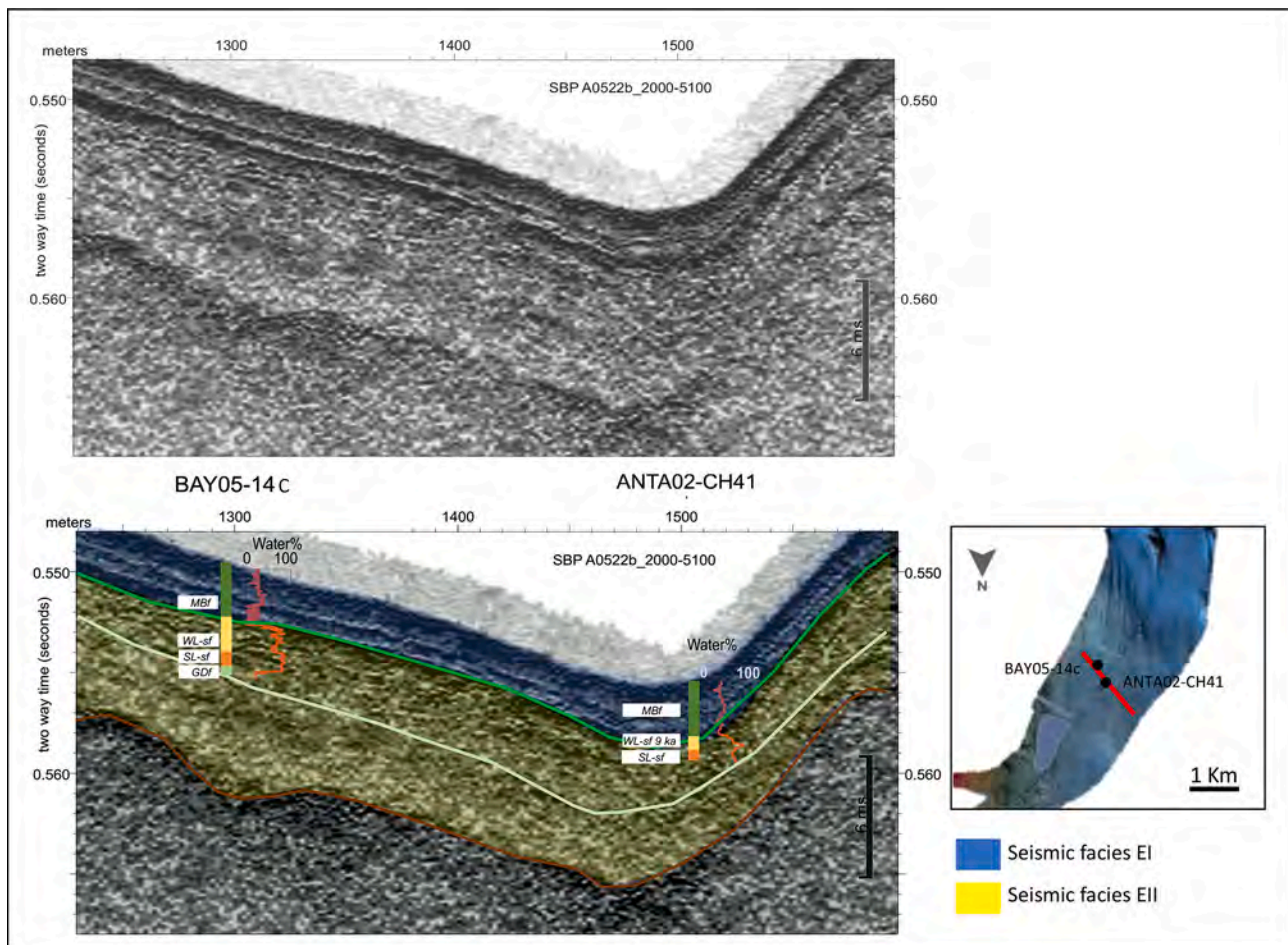 meters 1300 1400 1500
SBP A0522b_2000-5100
0.550 0.550
two way time (seconds)
0.560 0.560
6 ms
BAY05-14c ANTA02-CH41
meters 1300 1400 1500
Water%
0 100
SBP A0522b_2000-5100
0.550 0.550
MBf
WL-sf
SL-sf
GDf
Water%
0 100
MBf
WL-sf 9 ka
SL-sf
two way time (seconds)
0.560 0.560
6 ms
N
BAY05-14c
ANTA02-CH41
1 Km
Seismic facies EI
Seismic facies EII